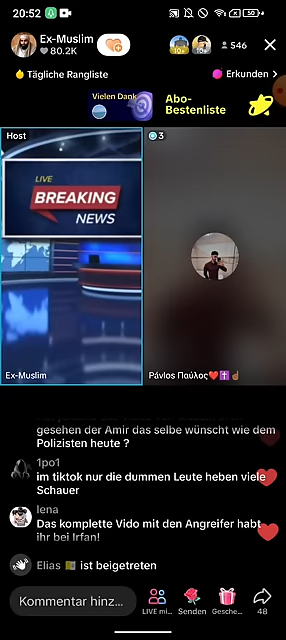 20:52
Ex-Muslim
80.2K
10+
10+
546
Tägliche Rangliste
Erkunden >
Vielen Dank
Abo-
Bestenliste
Host
3
LIVE
BREAKING
NEWS
Ex-Muslim
Pávlos Παύλος❤️✝️☝🏽
gesehen der Amir das selbe wünscht wie dem
Polizisten heute ?
1po1
im tiktok nur die dummen Leute heben viele
Schauer
lena
Das komplette Vido mit den Angreifer habt
ihr bei Irfan!
Elias
ist beigetreten
Kommentar hinz...
LIVE mi...
Senden
Gesche...
48